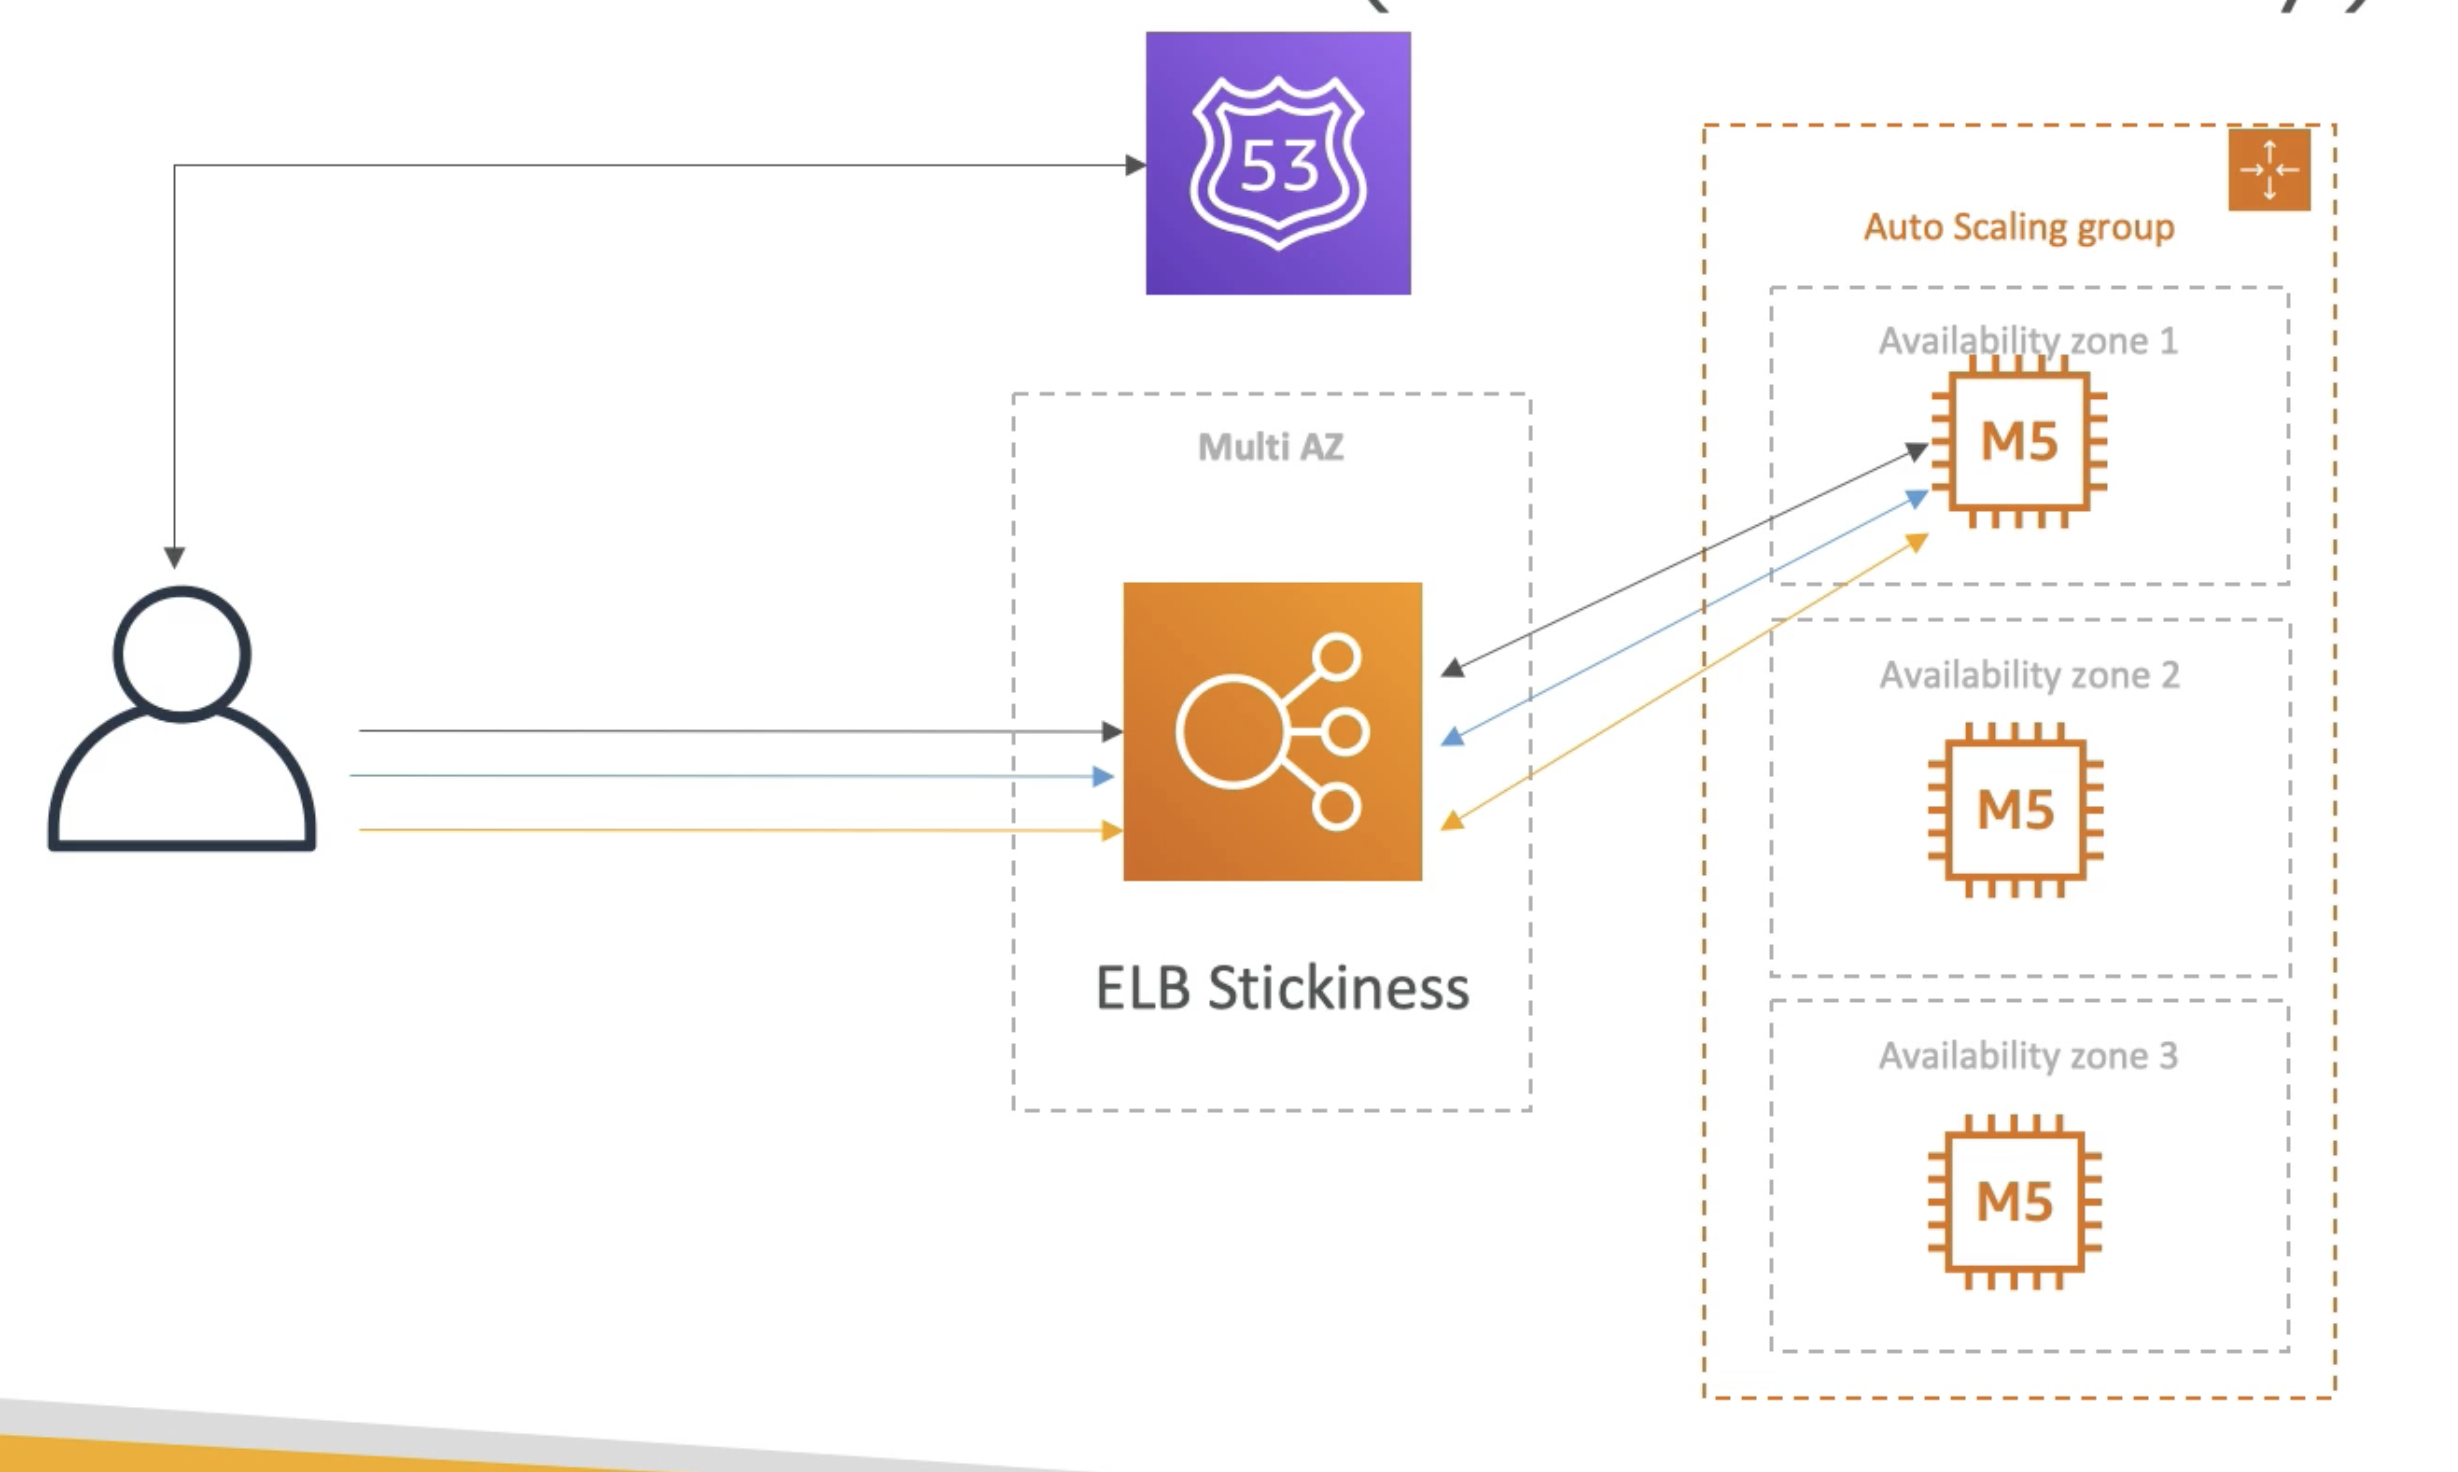 53
Auto Scaling group
Availability zone 1
M5
Multi AZ
Availability zone 2
M5
ELB Stickiness
Availability zone 3
M5